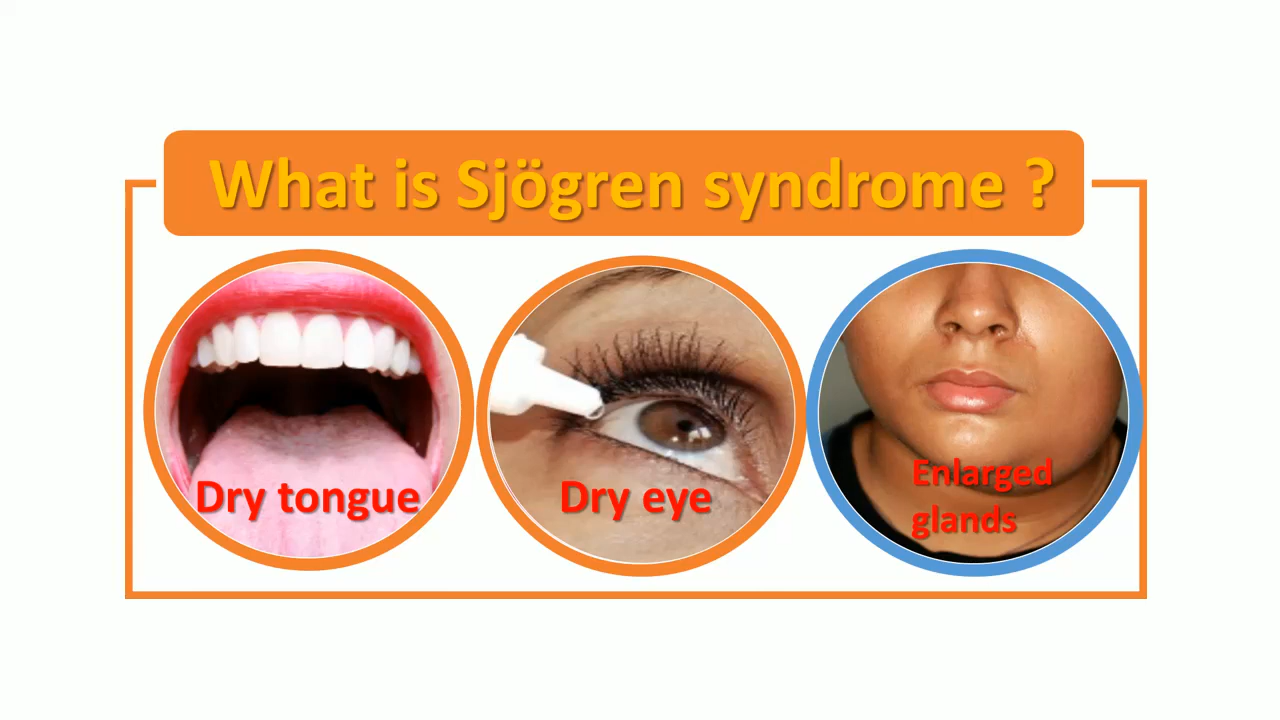 What is Sjögren syndrome ?
Dry tongue
Dry eye
Enlarged
glands